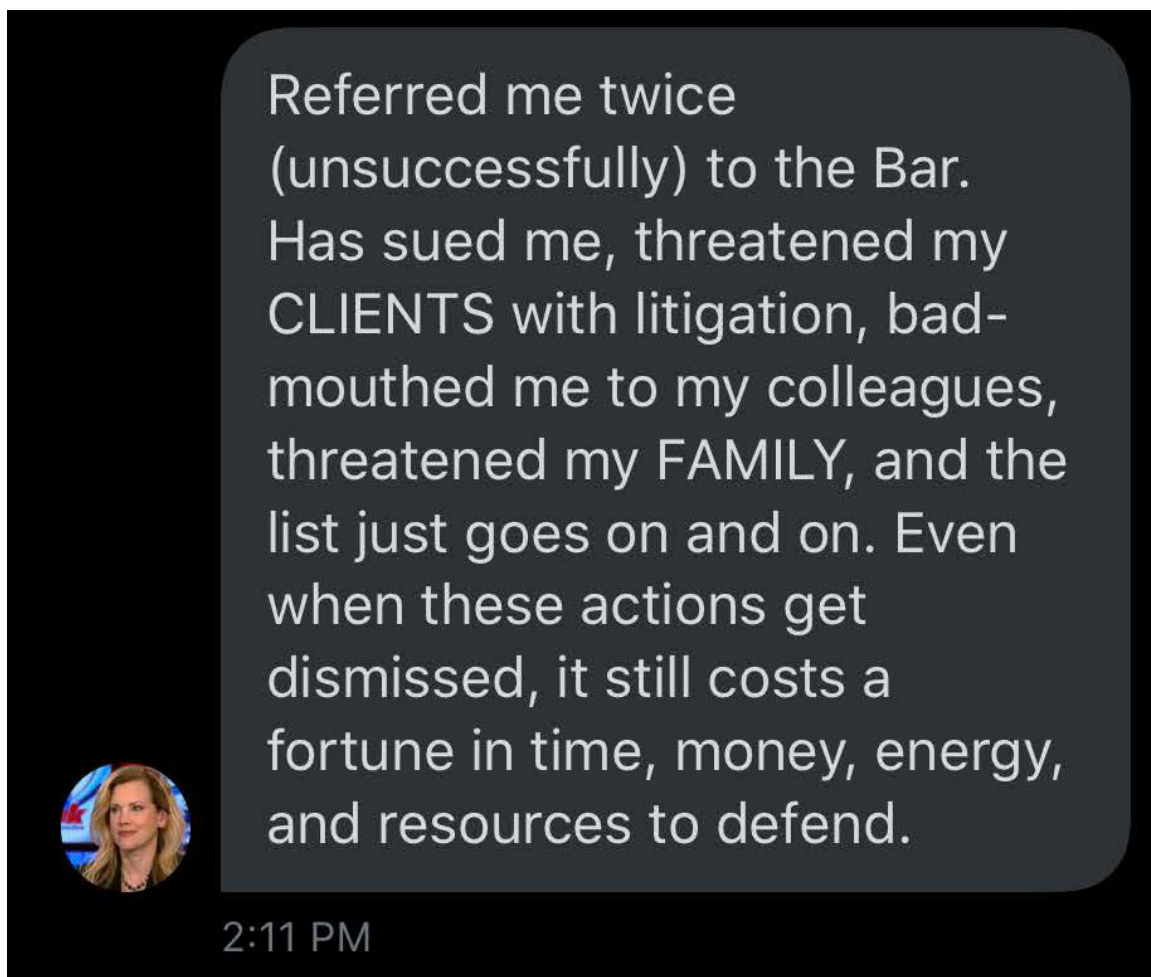 Referred me twice
(unsuccessfully) to the Bar.
Has sued me, threatened my
CLIENTS with litigation, bad-
mouthed me to my colleagues,
threatened my FAMILY, and the
list just goes on and on. Even
when these actions get
dismissed, it still costs a
fortune in time, money, energy,
and resources to defend.
2:11 PM